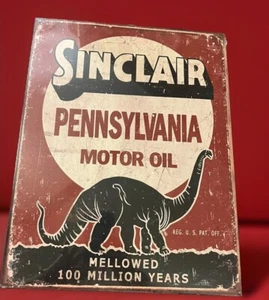 SINCLAIR
PENNSYLVANIA
MOTOR OIL
REG. U. S. PAT. OFF.
MELLOWED
100 MILLION YEARS